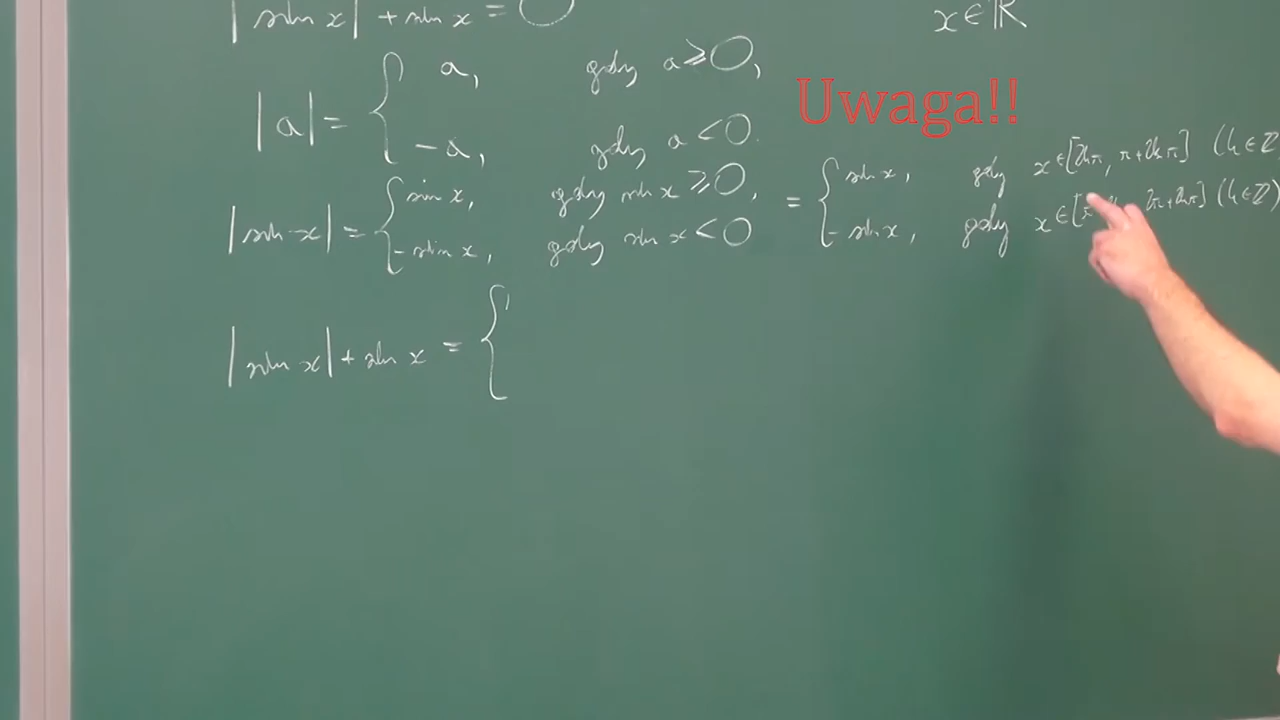 |sin x| + sin x = 0 x ∈ ℝ
|a| = { a, gdy a ≥ 0,
-a, gdy a < 0.
Uwaga!!
|sin x| = { sin x, gdy sin x ≥ 0, = { sin x, gdy x ∈ [2kπ, π+2kπ] (k ∈ ℤ
-sin x, gdy sin x < 0 - sin x, gdy x ∈ [π 2π+2kπ] (k ∈ ℤ)
|sin x| + sin x = {